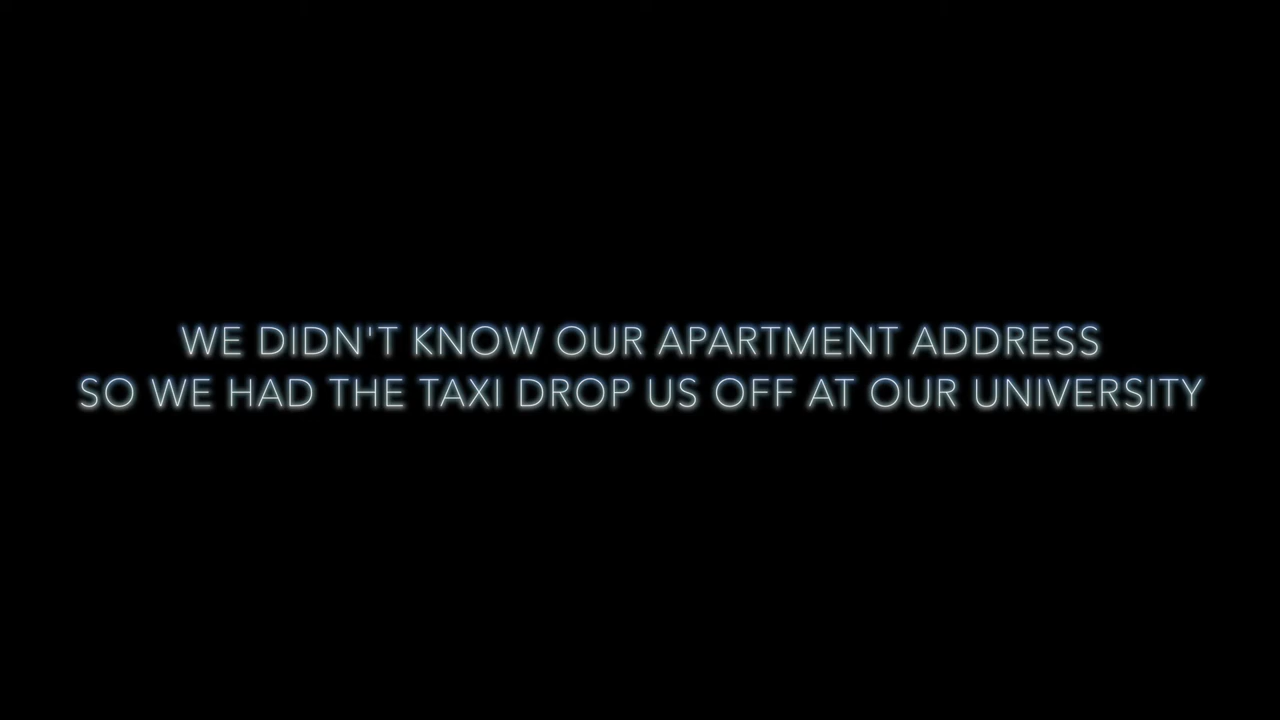 WE DIDN'T KNOW OUR APARTMENT ADDRESS
SO WE HAD THE TAXI DROP US OFF AT OUR UNIVERSITY